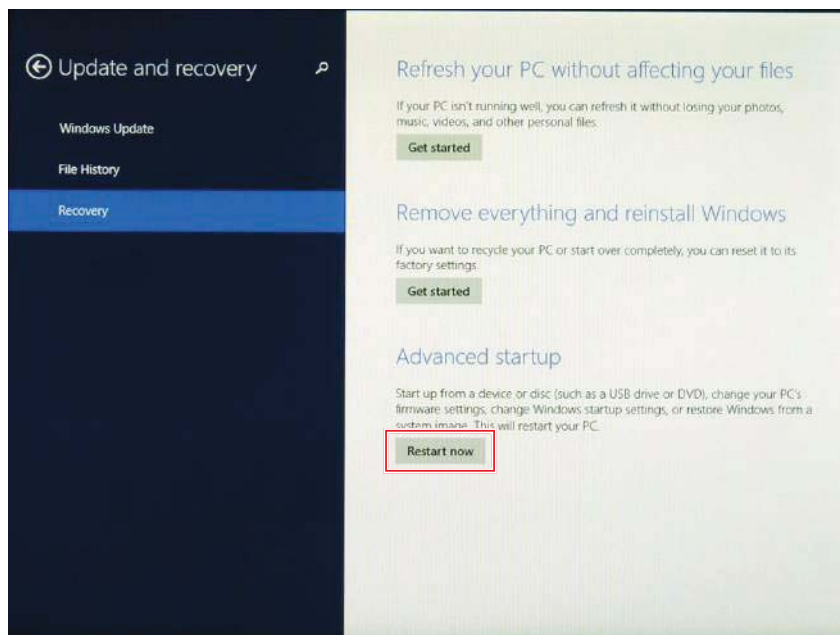 Update and recovery
Windows Update
File History
Recovery
Refresh your PC without affecting your files
If your PC isn't running well, you can refresh it without losing your photos,
music, videos, and other personal files.
Get started
Remove everything and reinstall Windows
If you want to recycle your PC or start over completely, you can reset it to its
factory settings.
Get started
Advanced startup
Start up from a device or disc (such as a USB drive or DVD), change your PC's
firmware settings, change Windows startup settings, or restore Windows from a
system image. This will restart your PC.
Restart now